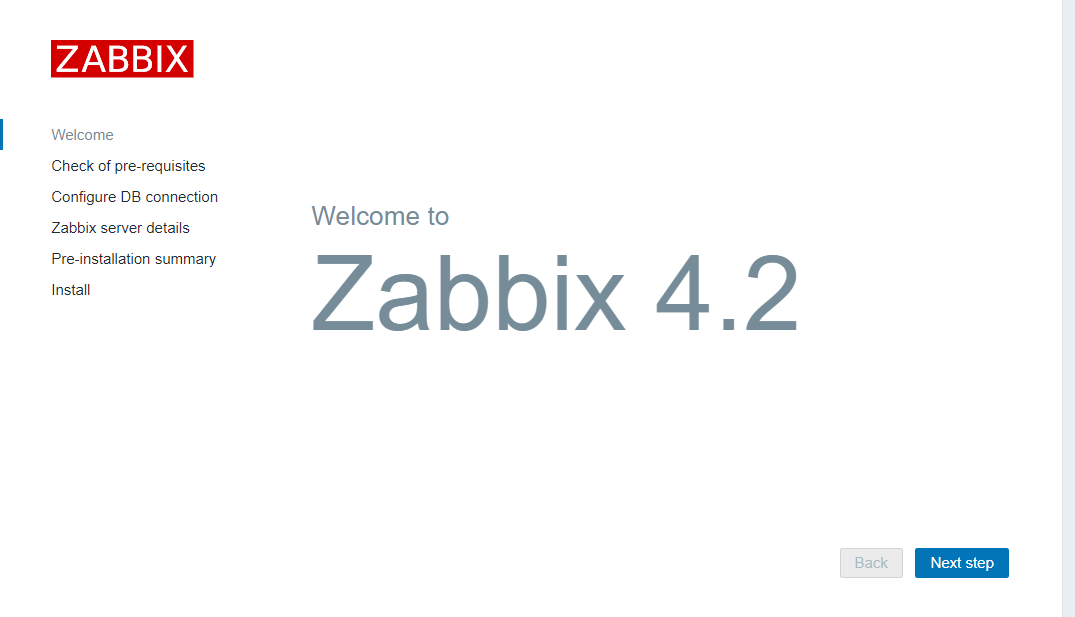 ZABBIX
Welcome
Check of pre-requisites
Configure DB connection
Zabbix server details
Pre-installation summary
Install
Welcome to
Zabbix 4.2
Back
Next step